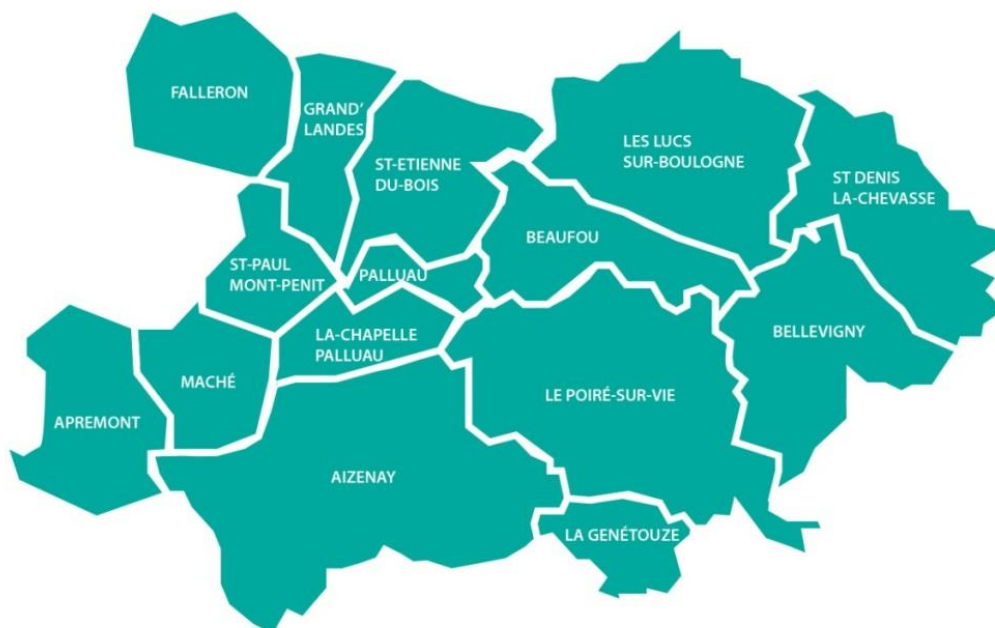 FALLERON
GRAND'
LANDES
ST-ETIENNE
DU-BOIS
LES LUCS
SUR-BOULOGNE
ST DENIS
LA-CHEVASSE
BEAUFOU
ST-PAUL
MONT-PENIT
PALLUAU
LA-CHAPELLE
PALLUAU
BELLEVIGNY
MACHÉ
LE POIRÉ-SUR-VIE
APREMONT
AIZENAY
LA GENÉTOUZE